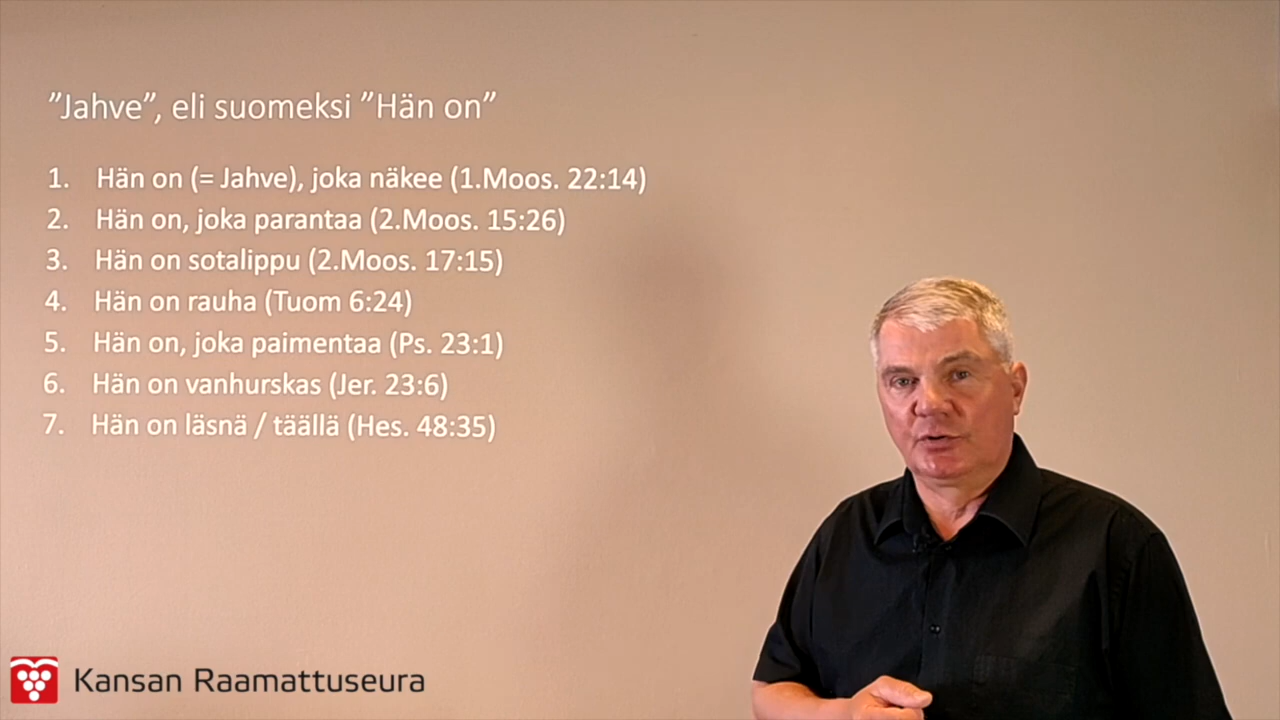 ”Jahve”, eli suomeksi ”Hän on”
1. Hän on (= Jahve), joka näkee (1.Moos. 22:14)
2. Hän on, joka parantaa (2.Moos. 15:26)
3. Hän on sotalippu (2.Moos. 17:15)
4. Hän on rauha (Tuom 6:24)
5. Hän on, joka paimentaa (Ps. 23:1)
6. Hän on vanhurskas (Jer. 23:6)
7. Hän on läsnä / täällä (Hes. 48:35)
Kansan Raamattuseura